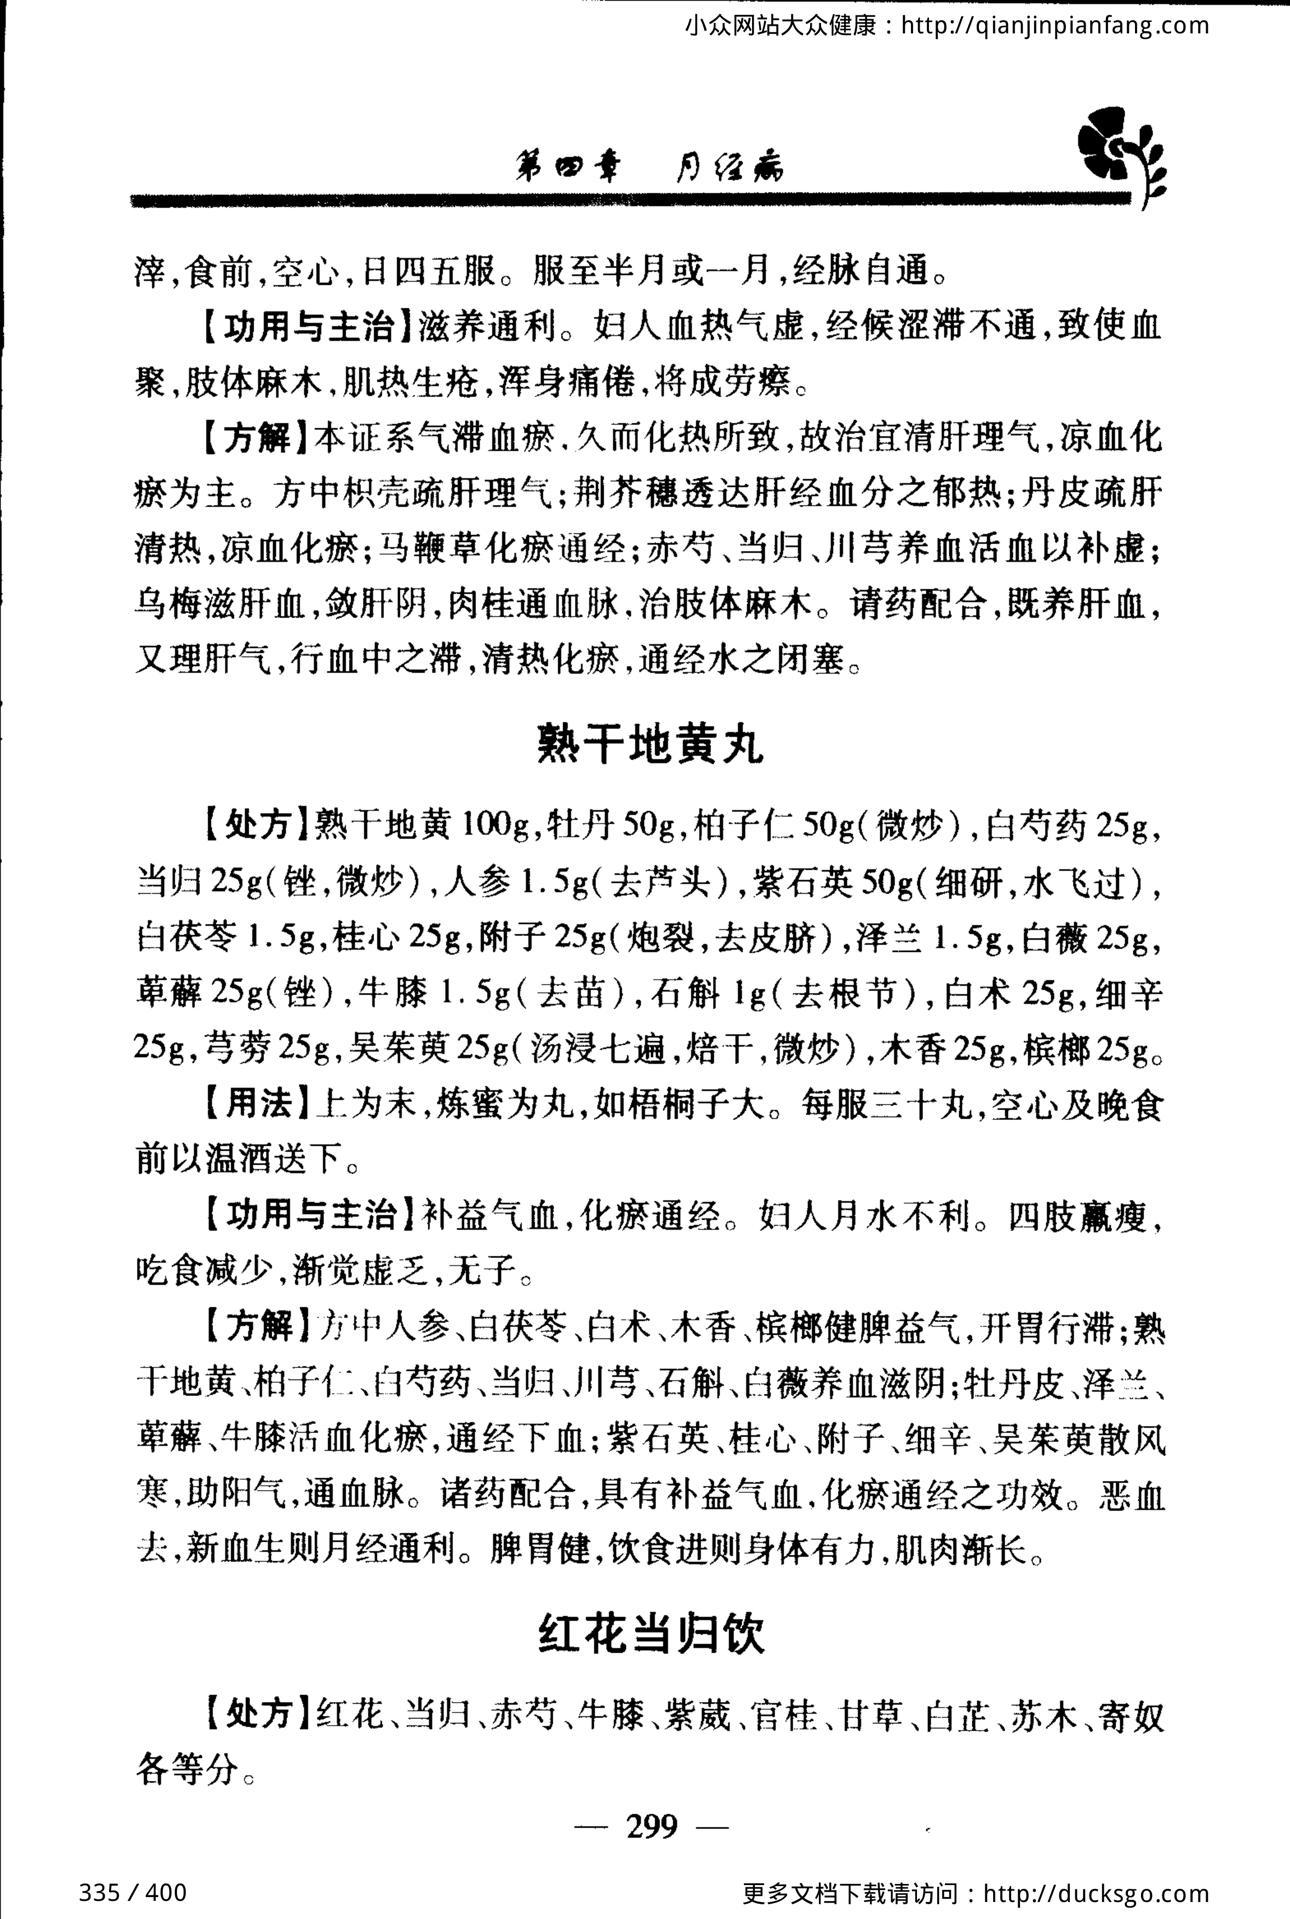 小众网站大众健康：http://qianjinpianfang.com
第四章 月经病
滓,食前,空心,日四五服。服至半月或一月,经脉自通。
【功用与主治】滋养通利。妇人血热气虚,经候涩滞不通,致使血
聚,肢体麻木,肌热生疮,浑身痛倦,将成劳瘵。
【方解】本证系气滞血瘀,久而化热所致,故治宜清肝理气,凉血化
瘀为主。方中枳壳疏肝理气;荆芥穗透达肝经血分之郁热;丹皮疏肝
清热,凉血化瘀;马鞭草化瘀通经;赤芍、当归、川芎养血活血以补虚;
乌梅滋肝血,敛肝阴,肉桂通血脉,治肢体麻木。请药配合,既养肝血,
又理肝气,行血中之滞,清热化瘀,通经水之闭塞。
熟干地黄丸
【处方】熟干地黄100g,牡丹50g,柏子仁50g(微炒),白芍药25g,
当归25g(锉,微炒),人参1.5g(去芦头),紫石英50g(细研,水飞过),
白茯苓1.5g,桂心25g,附子25g(炮裂,去皮脐),泽兰1.5g,白薇25g,
萆薢25g(锉),牛膝1.5g(去苗),石斛1g(去根节),白术25g,细辛
25g,芎䓖25g,吴茱萸25g(汤浸七遍,焙干,微炒),木香25g,槟榔25g。
【用法】上为末,炼蜜为丸,如梧桐子大。每服三十丸,空心及晚食
前以温酒送下。
【功用与主治】补益气血,化瘀通经。妇人月水不利。四肢羸瘦,
吃食减少,渐觉虚乏,无子。
【方解】方中人参、白茯苓、白术、木香、槟榔健脾益气,开胃行滞;熟
干地黄、柏子仁、白芍药、当归、川芎、石斛、白薇养血滋阴;牡丹皮、泽兰、
萆薢、牛膝活血化瘀,通经下血;紫石英、桂心、附子、细辛、吴茱萸散风
寒,助阳气,通血脉。诸药配合,具有补益气血,化瘀通经之功效。恶血
去,新血生则月经通利。脾胃健,饮食进则身体有力,肌肉渐长。
红花当归饮
【处方】红花、当归、赤芍、牛膝、紫葳、官桂、甘草、白芷、苏木、寄奴
各等分。
— 299 —
335 / 400
更多文档下载请访问：http://ducksgo.com